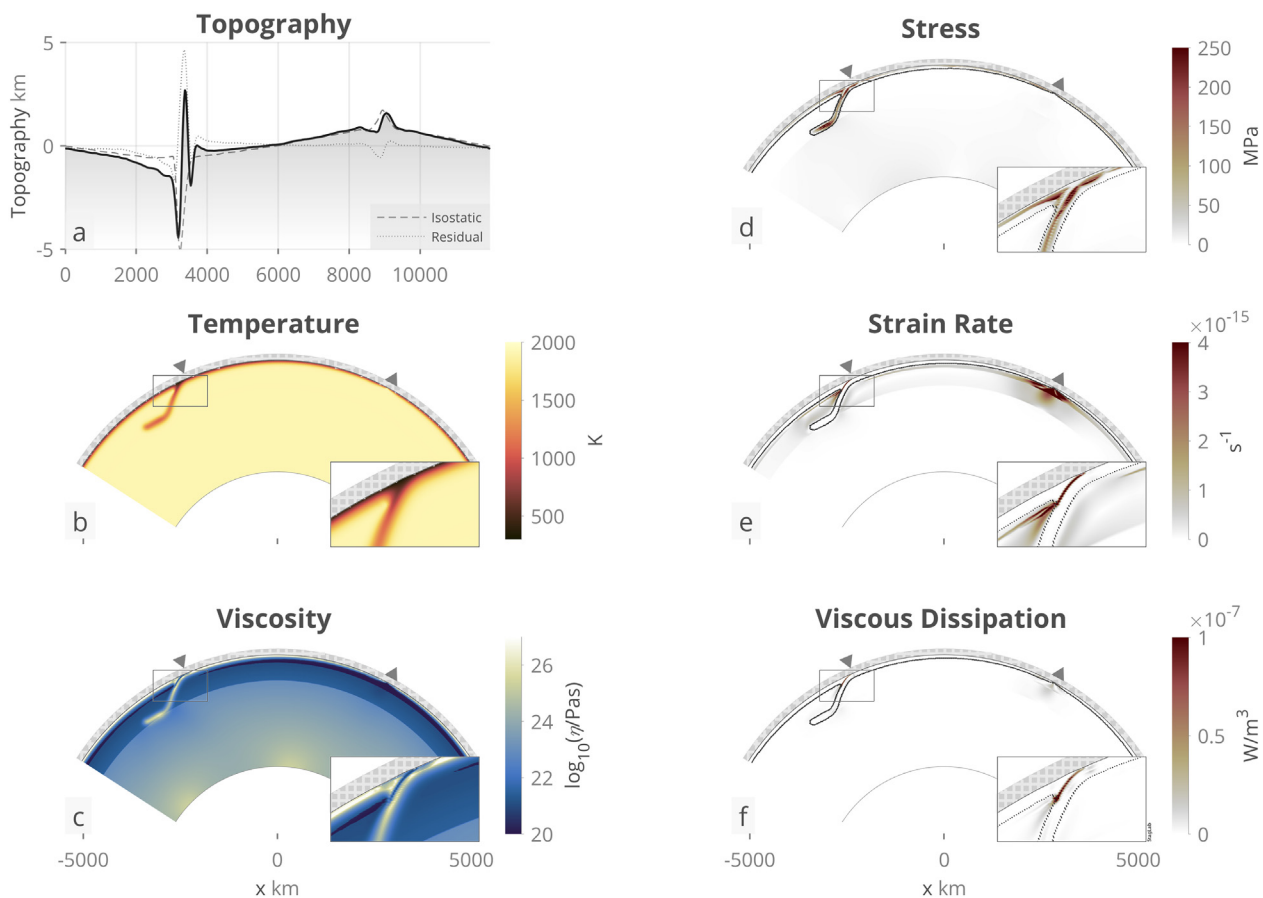 Topography
Topography km
5
0
-5
a
Isostatic
Residual
0
2000
4000
6000
8000
10000
Stress
MPa
250
200
150
100
50
0
d
Temperature
K
2000
1500
1000
500
b
Strain Rate
×10⁻¹⁵
s⁻¹
4
3
2
1
0
e
Viscosity
log₁₀(η/Pas)
26
24
22
20
c
-5000
0
5000
x km
Viscous Dissipation
×10⁻⁷
W/m³
1
0.5
0
f
-5000
0
5000
x km